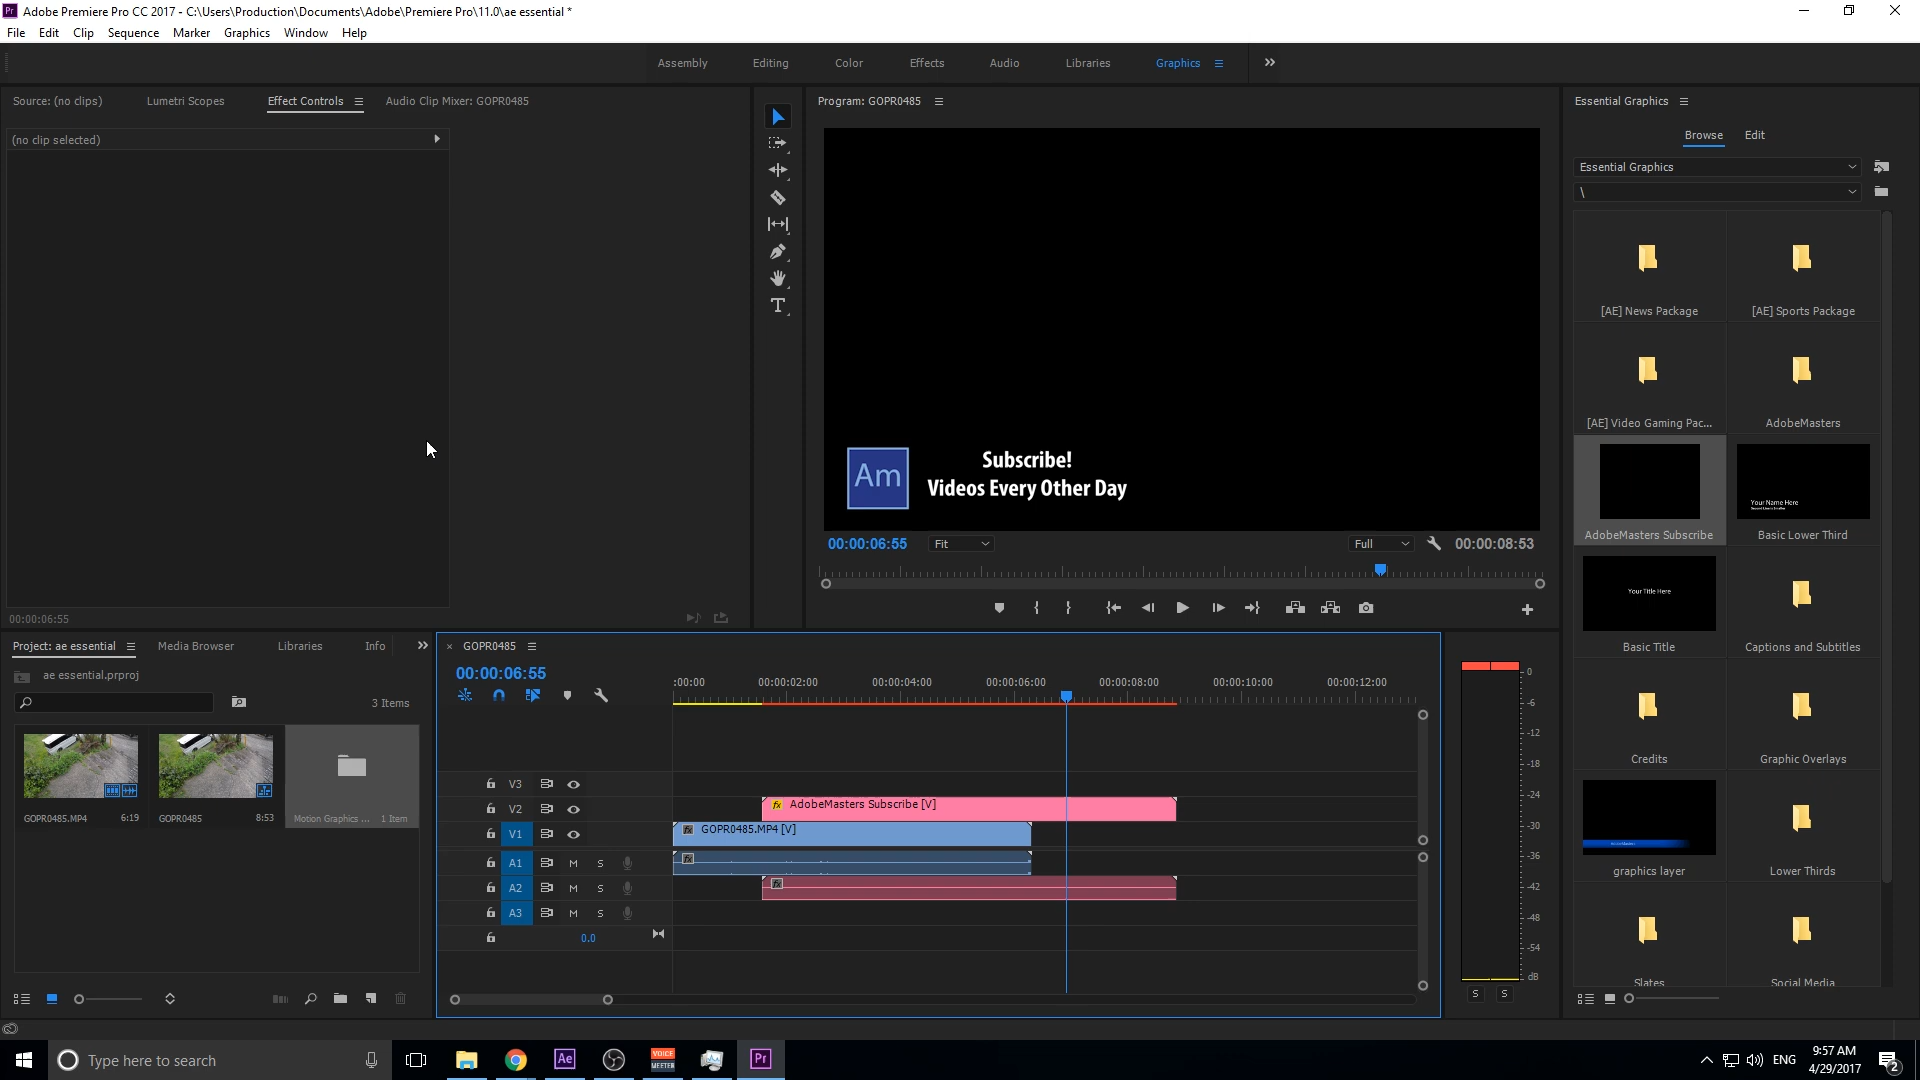 Adobe Premiere Pro CC 2017 - C:\Users\Production\Documents\Adobe\Premiere Pro\11.0\ae essential *
File Edit Clip Sequence Marker Graphics Window Help
Assembly Editing Color Effects Audio Libraries Graphics
Source: (no clips) Lumetri Scopes Effect Controls Audio Clip Mixer: GOPR0485
(no clip selected)
00:00:06:55
Program: GOPR0485
Am
Subscribe!
Videos Every Other Day
00:00:06:55 Fit Full 00:00:08:53
Essential Graphics
Browse Edit
Essential Graphics
\
[AE] News Package [AE] Sports Package
[AE] Video Gaming Pac... AdobeMasters
Your Name Here
AdobeMasters Subscribe Basic Lower Third
Your Title Here
Basic Title Captions and Subtitles
Credits Graphic Overlays
graphics layer Lower Thirds
Slates Social Media
Project: ae essential Media Browser Libraries Info
ae essential.prproj
3 Items
GOPR0485.MP4 6:19 GOPR0485 8:53 Motion Graphics ... 1 Item
× GOPR0485
00:00:06:55
:00:00 00:00:02:00 00:00:04:00 00:00:06:00 00:00:08:00 00:00:10:00 00:00:12:00
V3
V2 fx AdobeMasters Subscribe [V]
V1 fx GOPR0485.MP4 [V]
A1 M S fx
A2 M S fx
A3 M S
0.0
0
-6
-12
-18
-24
-30
-36
-42
-48
-54
dB
S S
Type here to search
Ae
VOICE
MEETER
Pr
ENG
9:57 AM
4/29/2017
2